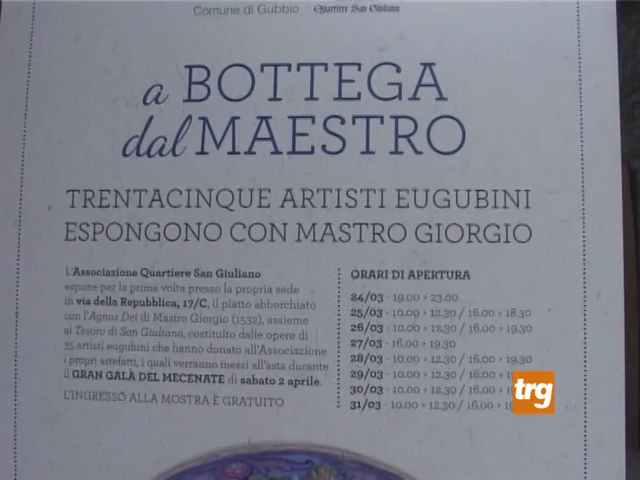 Comune di Gubbio Quartiere San Giuliano
a BOTTEGA
dal MAESTRO
TRENTACINQUE ARTISTI EUGUBINI
ESPONGONO CON MASTRO GIORGIO
L'Associazione Quartiere San Giuliano
espone per la prima volta presso la propria sede
in via della Repubblica, 17/C, il piatto abborchiato
con l'Agnus Dei di Mastro Giorgio (1532), assieme
al Tesoro di San Giuliano, costituito dalle opere di
35 artisti eugubini che hanno donato all'Associazione
i propri artefatti, i quali verranno messi all'asta durante
il GRAN GALÀ DEL MECENATE di sabato 2 aprile.
L'INGRESSO ALLA MOSTRA È GRATUITO
ORARI DI APERTURA
24/03 - 19.00 > 23.00
25/03 - 10.00 > 12.30 / 16.00 > 18.30
26/03 - 10.00 > 12.30 / 16.00 > 19.30
27/03 - 16.00 > 19.30
28/03 - 10.00 > 12.30 / 16.00 > 19.30
29/03 - 10.00 > 12.30 / 16.00 >
30/03 - 10.00 > 12.30 / 16.00 >
31/03 - 10.00 > 12.30 / 16.00 >
trg